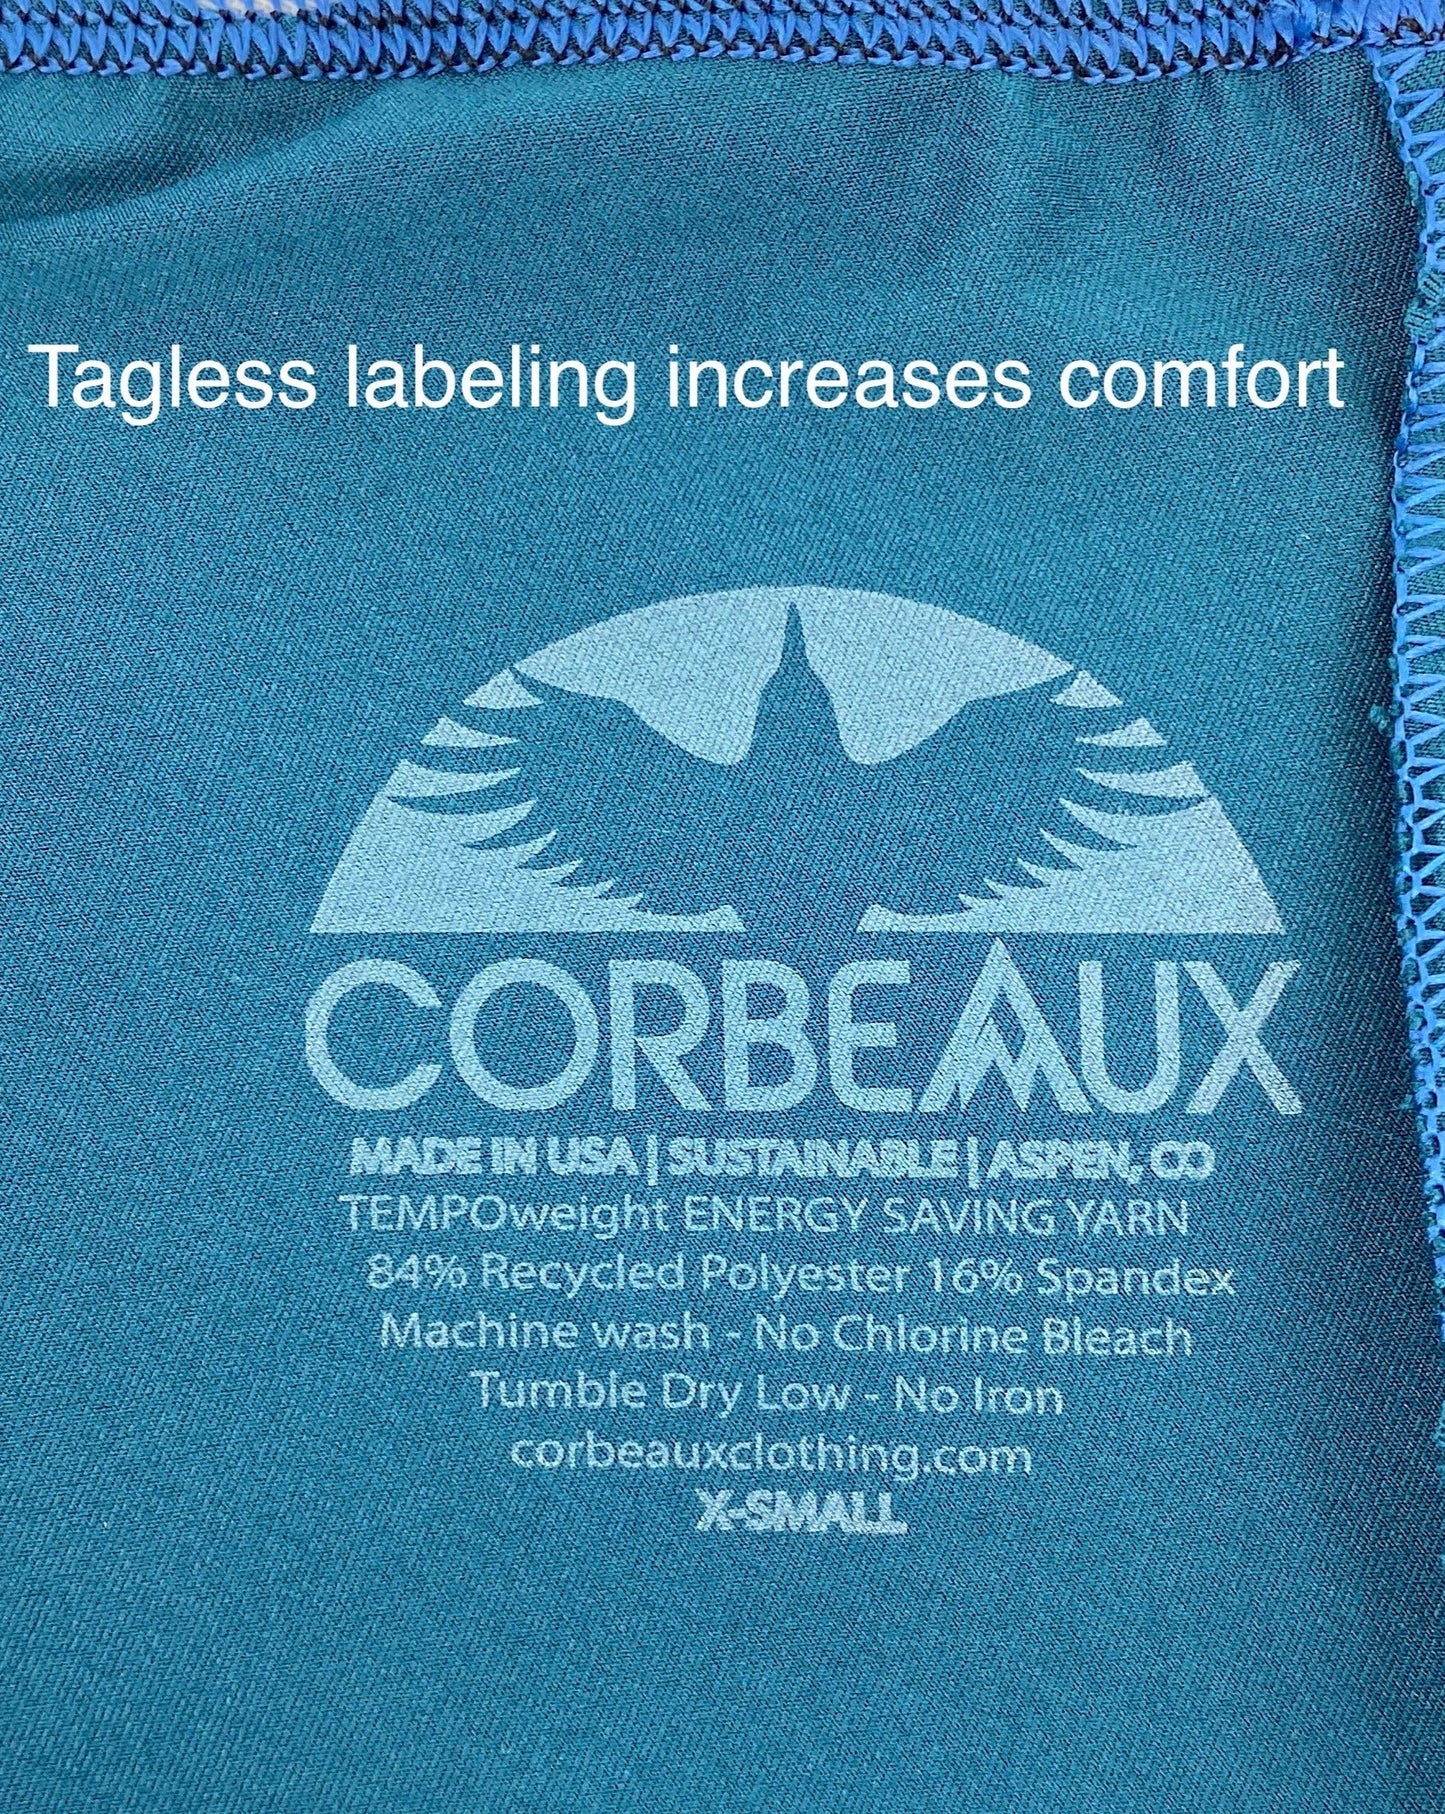 Tagless labeling increases comfort
CORBEAUX
MADE IN USA | SUSTAINABLE | ASPEN, CO
TEMPOweight ENERGY SAVING YARN
84% Recycled Polyester 16% Spandex
Machine wash - No Chlorine Bleach
Tumble Dry Low - No Iron
corbeauxclothing.com
X-SMALL